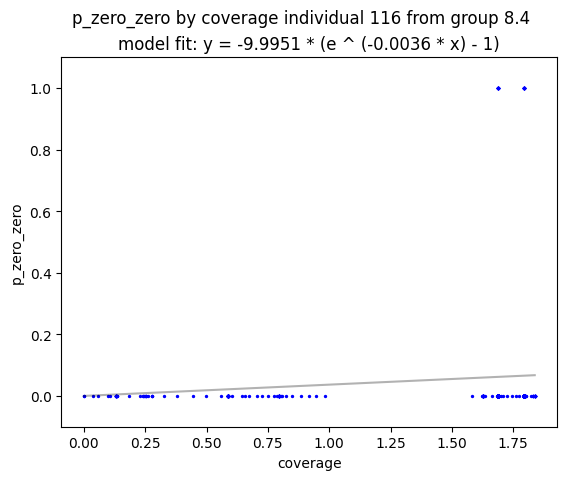 p_zero_zero by coverage individual 116 from group 8.4
model fit: y = -9.9951 * (e ^ (-0.0036 * x) - 1)
1.0
0.8
0.6
0.4
0.2
0.0
p_zero_zero
0.00 0.25 0.50 0.75 1.00 1.25 1.50 1.75
coverage